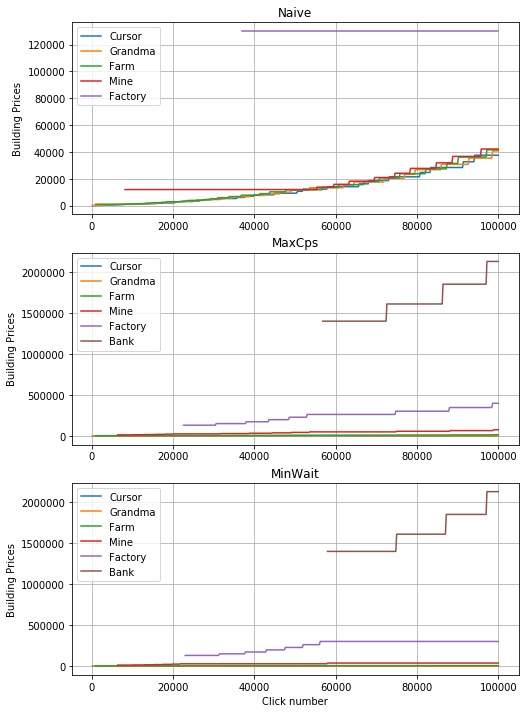 Naive
Building Prices
120000
100000
80000
60000
40000
20000
0
Cursor
Grandma
Farm
Mine
Factory
0 20000 40000 60000 80000 100000
MaxCps
Building Prices
2000000
1500000
1000000
500000
0
Cursor
Grandma
Farm
Mine
Factory
Bank
0 20000 40000 60000 80000 100000
MinWait
Building Prices
2000000
1500000
1000000
500000
0
Cursor
Grandma
Farm
Mine
Factory
Bank
0 20000 40000 60000 80000 100000
Click number